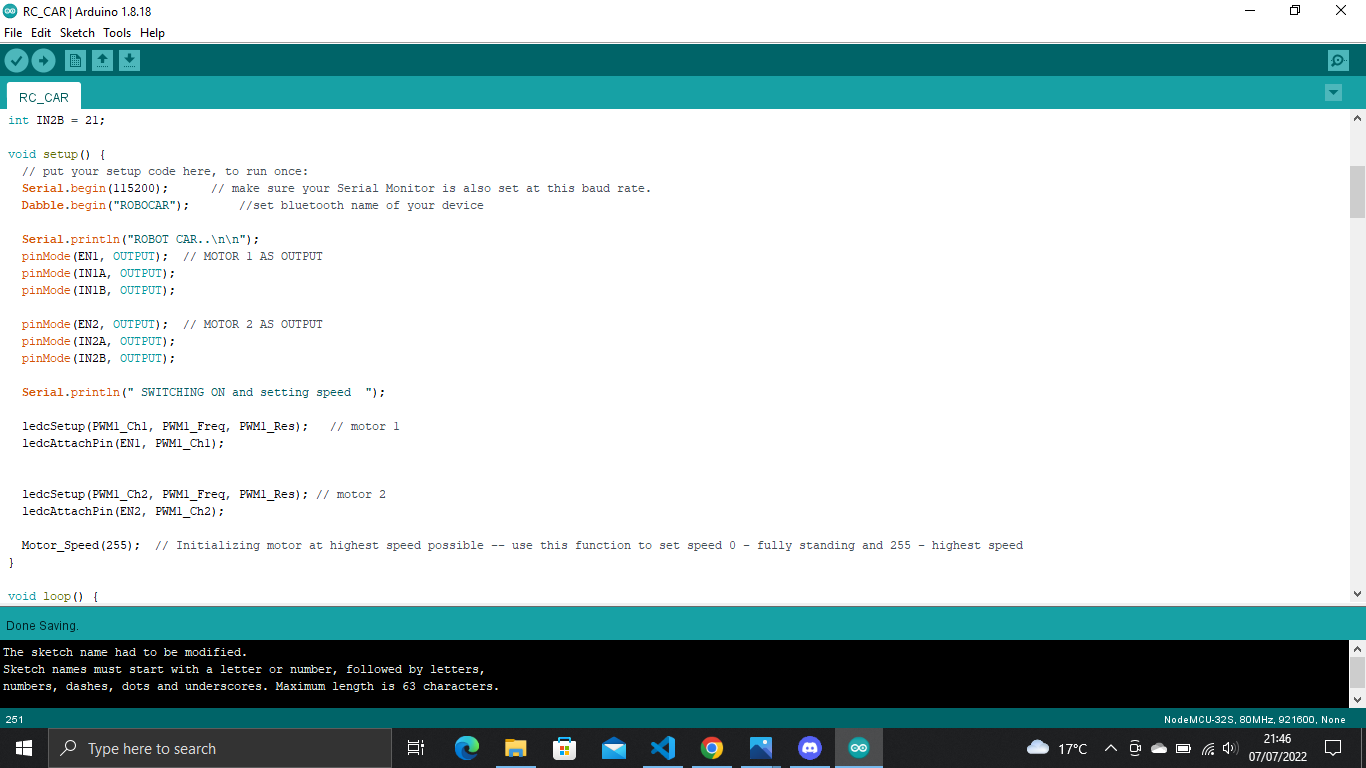 RC_CAR | Arduino 1.8.18
File Edit Sketch Tools Help
RC_CAR
int IN2B = 21;
void setup() {
// put your setup code here, to run once:
Serial.begin(115200); // make sure your Serial Monitor is also set at this baud rate.
Dabble.begin("ROBOCAR"); //set bluetooth name of your device
Serial.println("ROBOT CAR..\n\n");
pinMode(EN1, OUTPUT); // MOTOR 1 AS OUTPUT
pinMode(IN1A, OUTPUT);
pinMode(IN1B, OUTPUT);
pinMode(EN2, OUTPUT); // MOTOR 2 AS OUTPUT
pinMode(IN2A, OUTPUT);
pinMode(IN2B, OUTPUT);
Serial.println(" SWITCHING ON and setting speed  ");
ledcSetup(PWM1_Ch1, PWM1_Freq, PWM1_Res); // motor 1
ledcAttachPin(EN1, PWM1_Ch1);
ledcSetup(PWM1_Ch2, PWM1_Freq, PWM1_Res); // motor 2
ledcAttachPin(EN2, PWM1_Ch2);
Motor_Speed(255); // Initializing motor at highest speed possible -- use this function to set speed 0 - fully standing and 255 - highest speed
}
void loop() {
Done Saving.
The sketch name had to be modified.
Sketch names must start with a letter or number, followed by letters,
numbers, dashes, dots and underscores. Maximum length is 63 characters.
251 NodeMCU-32S, 80MHz, 921600, None
Type here to search
17°C
21:46
07/07/2022